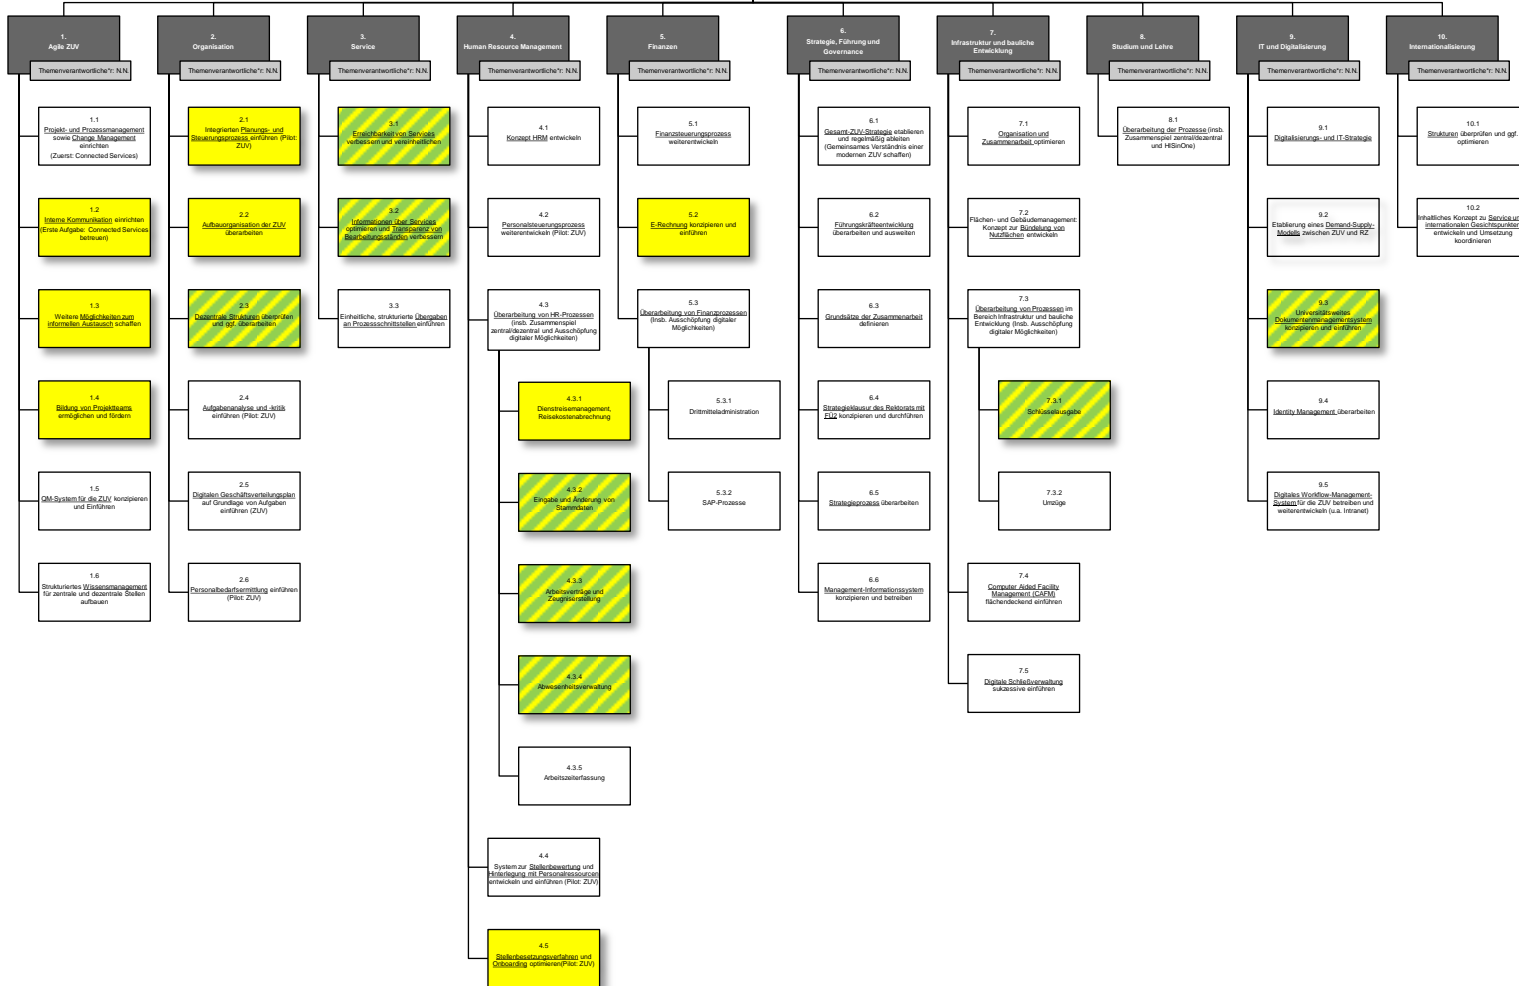 1.
Agile ZUV
Themenverantwortliche*r: N.N.
1.1
Projekt- und Prozessmanagement
sowie Change Management
einrichten
(Zuerst: Connected Services)
1.2
Interne Kommunikation einrichten
(Erste Aufgabe: Connected Services
betreuen)
1.3
Weitere Möglichkeiten zum
informellen Austausch schaffen
1.4
Bildung von Projektteams
ermöglichen und fördern
1.5
QM-System für die ZUV konzipieren
und Einführen
1.6
Strukturiertes Wissensmanagement
für zentrale und dezentrale Stellen
aufbauen
2.
Organisation
Themenverantwortliche*r: N.N.
2.1
Integrierten Planungs- und
Steuerungsprozess einführen (Pilot:
ZUV)
2.2
Aufbauorganisation der ZUV
überarbeiten
2.3
Dezentrale Strukturen überprüfen
und ggf. überarbeiten
2.4
Aufgabenanalyse und -kritik
einführen (Pilot: ZUV)
2.5
Digitalen Geschäftsverteilungsplan
auf Grundlage von Aufgaben
einführen (ZUV)
2.6
Personalbedarfsermittlung einführen
(Pilot: ZUV)
3.
Service
Themenverantwortliche*r: N.N.
3.1
Erreichbarkeit von Services
verbessern und vereinheitlichen
3.2
Informationen über Services
optimieren und Transparenz von
Bearbeitungsständen verbessern
3.3
Einheitliche, strukturierte Übergaben
an Prozessschnittstellen einführen
4.
Human Resource Management
Themenverantwortliche*r: N.N.
4.1
Konzept HRM entwickeln
4.2
Personalsteuerungsprozess
weiterentwickeln (Pilot: ZUV)
4.3
Überarbeitung von HR-Prozessen
(insb. Zusammenspiel
zentral/dezentral und Ausschöpfung
digitaler Möglichkeiten)
4.3.1
Dienstreisemanagement,
Reisekostenabrechnung
4.3.2
Eingabe und Änderung von
Stammdaten
4.3.3
Arbeitsverträge und
Zeugniserstellung
4.3.4
Abwesenheitsverwaltung
4.3.5
Arbeitszeiterfassung
4.4
System zur Stellenbewertung und
Hinterlegung mit Personalressourcen
entwickeln und einführen (Pilot: ZUV)
4.5
Stellenbesetzungsverfahren und
Onboarding optimieren(Pilot: ZUV)
5.
Finanzen
Themenverantwortliche*r: N.N.
5.1
Finanzsteuerungsprozess
weiterentwickeln
5.2
E-Rechnung konzipieren und
einführen
5.3
Überarbeitung von Finanzprozessen
(Insb. Ausschöpfung digitaler
Möglichkeiten)
5.3.1
Drittmitteladministration
5.3.2
SAP-Prozesse
6.
Strategie, Führung und
Governance
Themenverantwortliche*r: N.N.
6.1
Gesamt-ZUV-Strategie etablieren
und regelmäßig ableiten
(Gemeinsames Verständnis einer
modernen ZUV schaffen)
6.2
Führungskräfteentwicklung
überarbeiten und ausweiten
6.3
Grundsätze der Zusammenarbeit
definieren
6.4
Strategieklausur des Rektorats mit
FÜ2 konzipieren und durchführen
6.5
Strategieprozess überarbeiten
6.6
Management-Informationssystem
konzipieren und betreiben
7.
Infrastruktur und bauliche
Entwicklung
Themenverantwortliche*r: N.N.
7.1
Organisation und
Zusammenarbeit optimieren
7.2
Flächen- und Gebäudemanagement:
Konzept zur Bündelung von
Nutzflächen entwickeln
7.3
Überarbeitung von Prozessen im
Bereich Infrastruktur und bauliche
Entwicklung (Insb. Ausschöpfung
digitaler Möglichkeiten)
7.3.1
Schlüsselausgabe
7.3.2
Umzüge
7.4
Computer Aided Facility
Management (CAFM)
flächendeckend einführen
7.5
Digitale Schließverwaltung
sukzessive einführen
8.
Studium und Lehre
Themenverantwortliche*r: N.N.
8.1
Überarbeitung der Prozesse (insb.
Zusammenspiel zentral/dezentral
und HISinOne)
9.
IT und Digitalisierung
Themenverantwortliche*r: N.N.
9.1
Digitalisierungs- und IT-Strategie
9.2
Etablierung eines Demand-Supply-
Modells zwischen ZUV und RZ
9.3
Universitätsweites
Dokumentenmanagementsystem
konzipieren und einführen
9.4
Identity Management überarbeiten
9.5
Digitales Workflow-Management-
System für die ZUV betreiben und
weiterentwickeln (u.a. Intranet)
10.
Internationalisierung
Themenverantwortliche*r: N.N.
10.1
Strukturen überprüfen und ggf.
optimieren
10.2
Inhaltliches Konzept zu Service un
internationalen Gesichtspunkten
entwickeln und Umsetzung
koordinieren